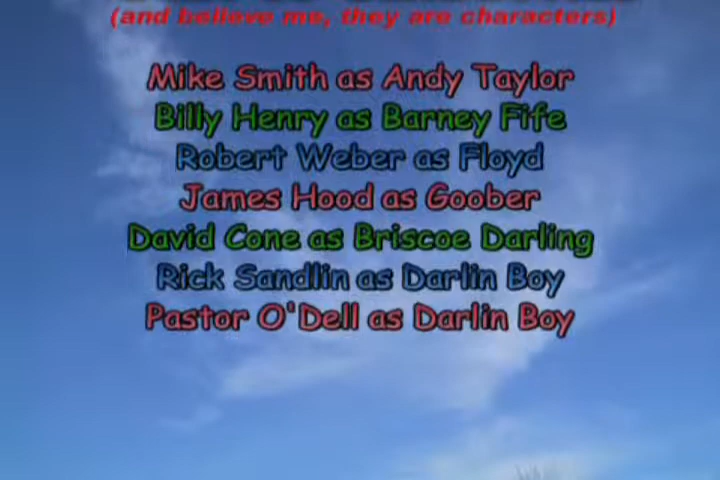 (and believe me, they are characters)
Mike Smith as Andy Taylor
Billy Henry as Barney Fife
Robert Weber as Floyd
James Hood as Goober
David Cone as Briscoe Darling
Rick Sandlin as Darlin Boy
Pastor O'Dell as Darlin Boy